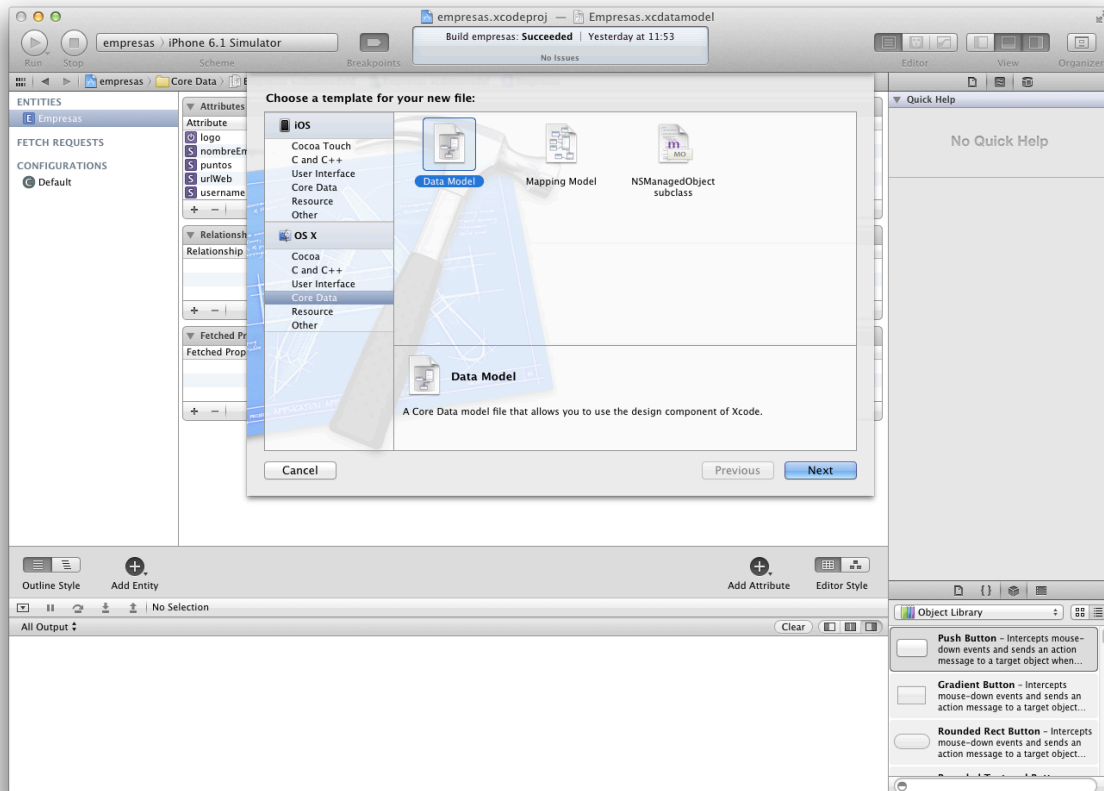 empresas.xcodeproj — Empresas.xcdatamodel
empresas › iPhone 6.1 Simulator
Build empresas: Succeeded | Yesterday at 11:53
No Issues
Run Stop Scheme Breakpoints Editor View Organizer
empresas › Core Data › E
ENTITIES
E Empresas
FETCH REQUESTS
CONFIGURATIONS
C Default
Attributes
Attribute
logo
S nombreEm
S puntos
S urlWeb
S username
+ −
Relationsh
Relationship
+ −
Fetched Pr
Fetched Prop
+ −
Choose a template for your new file:
iOS
Cocoa Touch
C and C++
User Interface
Core Data
Resource
Other
OS X
Cocoa
C and C++
User Interface
Core Data
Resource
Other
Data Model
Mapping Model
m
MO
NSManagedObject
subclass
Data Model
A Core Data model file that allows you to use the design component of Xcode.
Cancel Previous Next
Quick Help
No Quick Help
Outline Style Add Entity Add Attribute Editor Style
No Selection
All Output Clear
{ }
Object Library
Push Button – Intercepts mouse-
down events and sends an action
message to a target object when...
Gradient Button – Intercepts
mouse-down events and sends an
action message to a target object...
Rounded Rect Button – Intercepts
mouse-down events and sends an
action message to a target object...